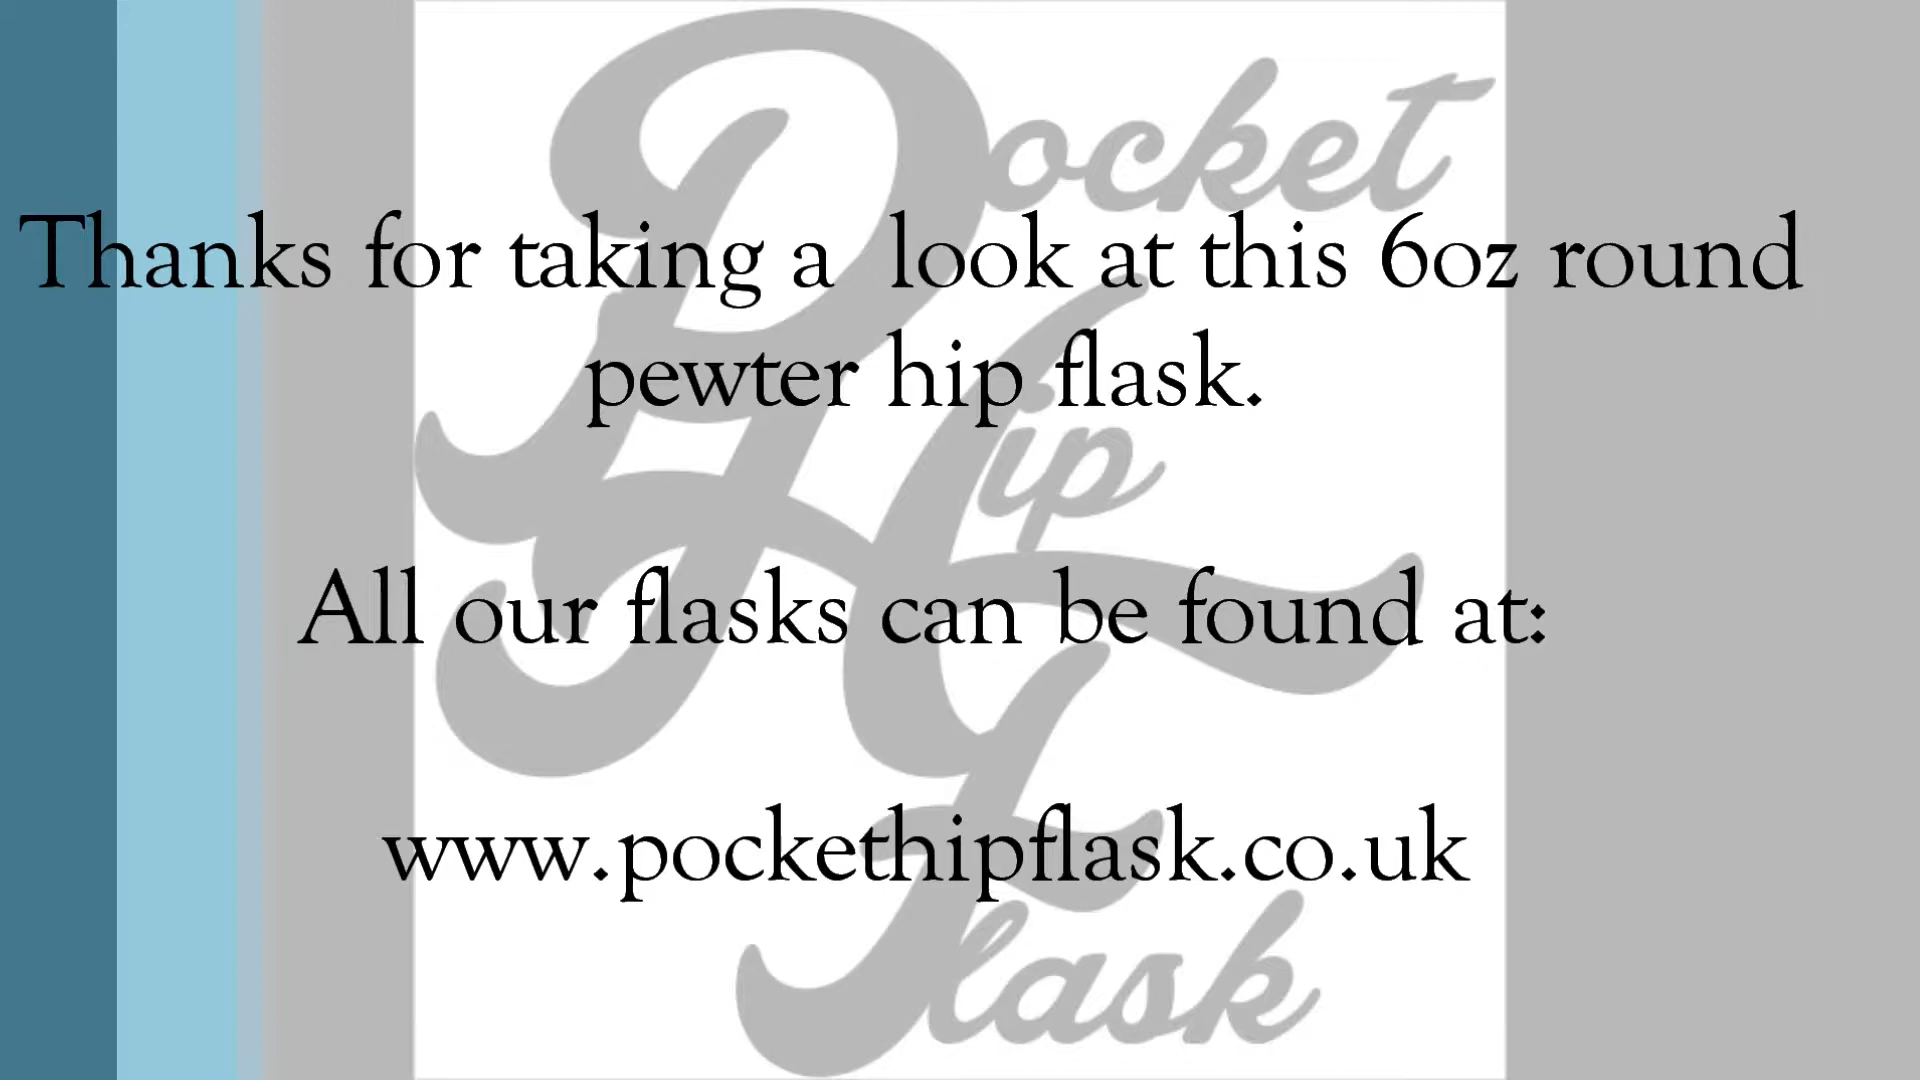 Pocket
Thanks for taking a  look at this 6oz round
pewter hip flask.
Hip
All our flasks can be found at:
www.pockethipflask.co.uk
Flask